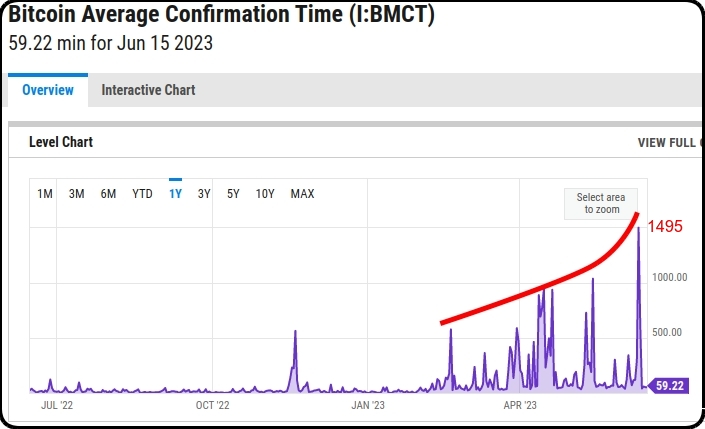 Bitcoin Average Confirmation Time (I:BMCT)
59.22 min for Jun 15 2023
Overview Interactive Chart
Level Chart VIEW FULL
1M 3M 6M YTD 1Y 3Y 5Y 10Y MAX
Select area
to zoom
1495
1000.00
500.00
59.22
JUL '22 OCT '22 JAN '23 APR '23